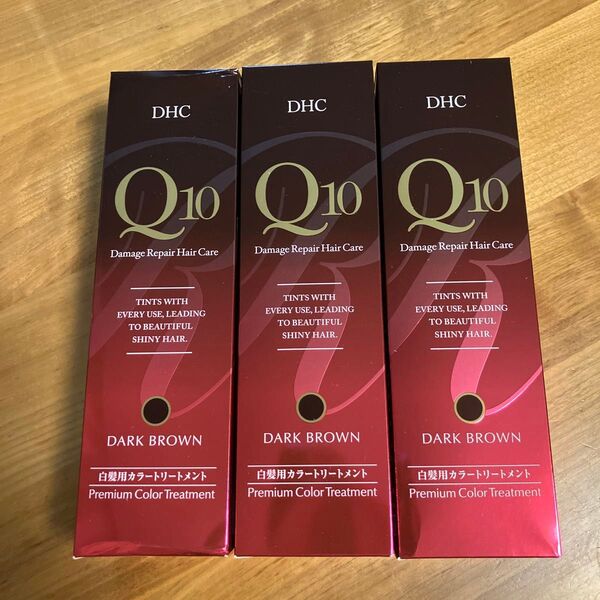 DHC
Q10
Damage Repair Hair Care
TINTS WITH
EVERY USE, LEADING
TO BEAUTIFUL
SHINY HAIR.
DARK BROWN
白髪用カラートリートメント
Premium Color Treatment
DHC
Q10
Damage Repair Hair Care
TINTS WITH
EVERY USE, LEADING
TO BEAUTIFUL
SHINY HAIR.
DARK BROWN
白髪用カラートリートメント
Premium Color Treatment
DHC
Q10
Damage Repair Hair Care
TINTS WITH
EVERY USE, LEADING
TO BEAUTIFUL
SHINY HAIR.
DARK BROWN
白髪用カラートリートメント
Premium Color Treatment